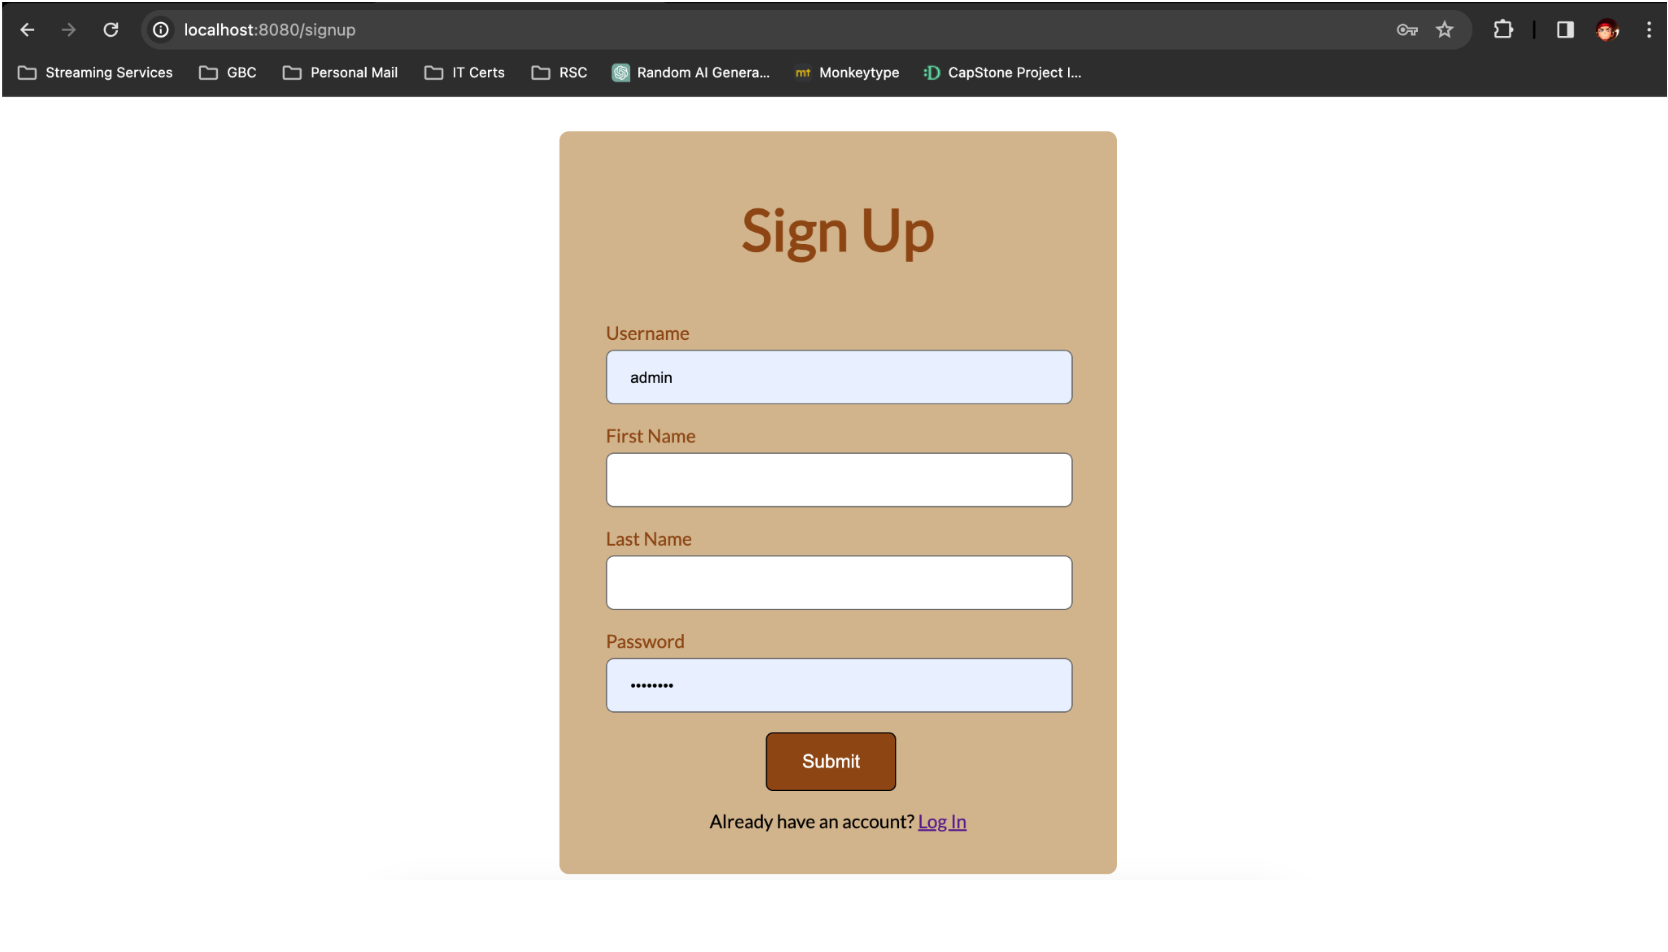 localhost:8080/signup
Streaming Services GBC Personal Mail IT Certs RSC Random AI Genera... mt Monkeytype :D CapStone Project I...
Sign Up
Username
admin
First Name
Last Name
Password
••••••••
Submit
Already have an account? Log In